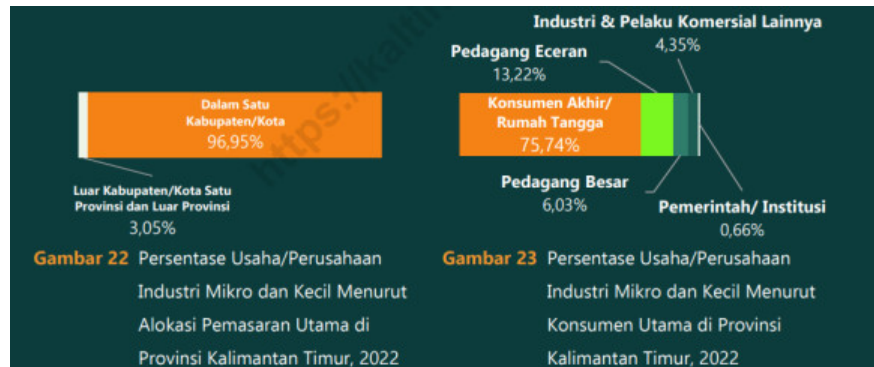 Dalam Satu
Kabupaten/Kota
96,95%
Luar Kabupaten/Kota Satu
Provinsi dan Luar Provinsi
3,05%
Gambar 22 Persentase Usaha/Perusahaan
Industri Mikro dan Kecil Menurut
Alokasi Pemasaran Utama di
Provinsi Kalimantan Timur, 2022
Industri & Pelaku Komersial Lainnya
4,35%
Pedagang Eceran
13,22%
Konsumen Akhir/
Rumah Tangga
75,74%
Pedagang Besar
6,03%
Pemerintah/ Institusi
0,66%
Gambar 23 Persentase Usaha/Perusahaan
Industri Mikro dan Kecil Menurut
Konsumen Utama di Provinsi
Kalimantan Timur, 2022